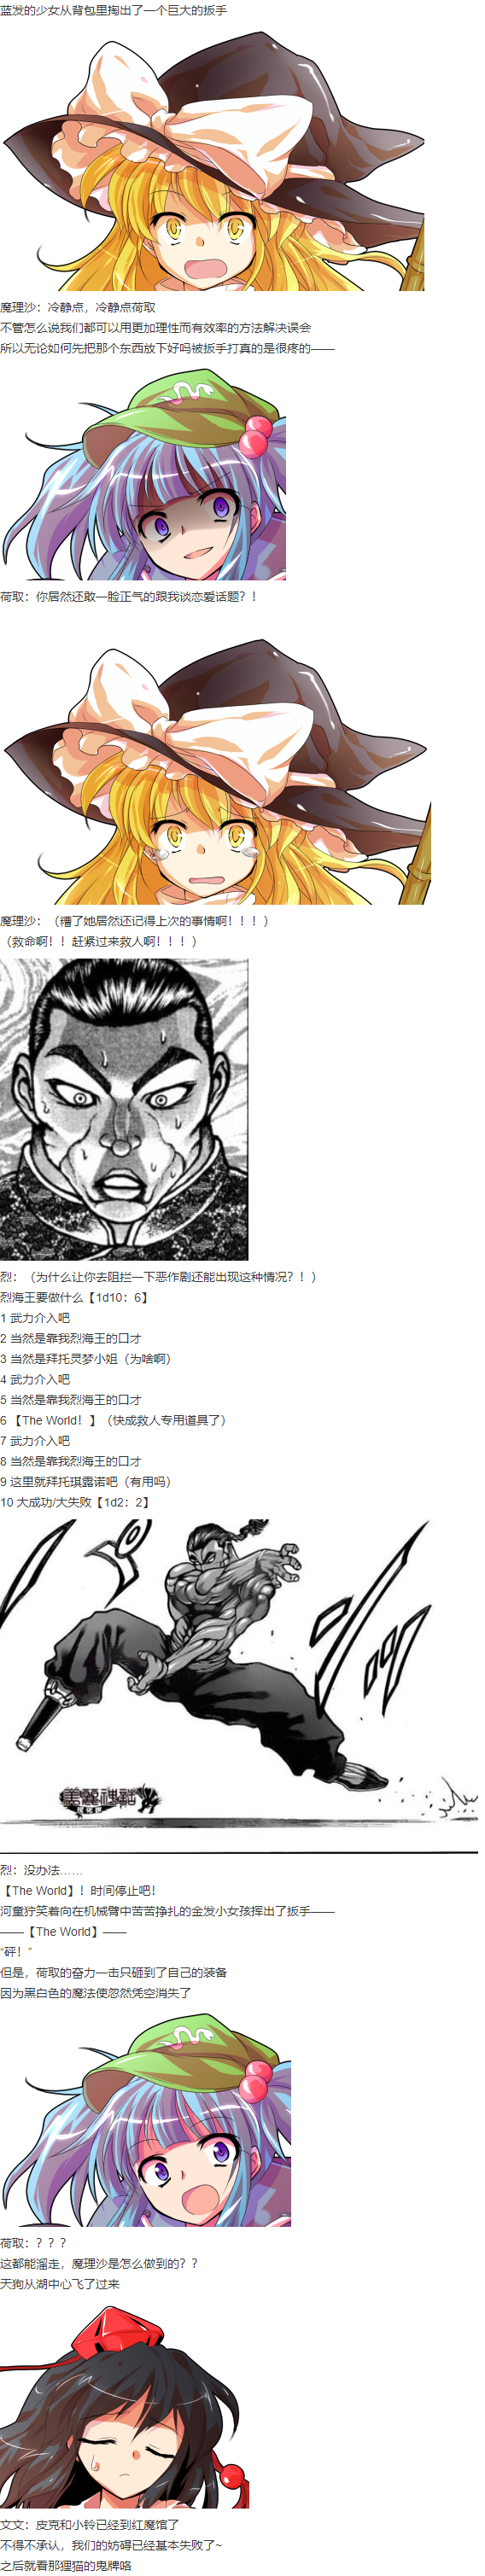 蓝发的少女从背包里掏出了一个巨大的扳手
魔理沙：冷静点，冷静点荷取
不管怎么说我们都可以用更加理性而有效率的方法解决误会
所以无论如何先把那个东西放下好吗被扳手打真的是很疼的——
荷取：你居然还敢一脸正气的跟我谈恋爱话题？！
魔理沙：（糟了她居然还记得上次的事情啊！！！）
（救命啊！！赶紧过来救人啊！！！）
烈：（为什么让你去阻拦一下恶作剧还能出现这种情况？！）
烈海王要做什么【1d10：6】
1 武力介入吧
2 当然是靠我烈海王的口才
3 当然是拜托灵梦小姐（为啥啊）
4 武力介入吧
5 当然是靠我烈海王的口才
6 【The World！】（快成救人专用道具了）
7 武力介入吧
8 当然是靠我烈海王的口才
9 这里就拜托琪露诺吧（有用吗）
10 大成功/大失败【1d2：2】
烈：没办法……
【The World】！时间停止吧！
河童狞笑着向在机械臂中苦苦挣扎的金发小女孩挥出了扳手——
——【The World】——
“砰！”
但是，荷取的奋力一击只砸到了自己的装备
因为黑白色的魔法使忽然凭空消失了
荷取：？？？
这都能溜走，魔理沙是怎么做到的？？
天狗从湖中心飞了过来
文文：皮克和小铃已经到红魔馆了
不得不承认，我们的妨碍已经基本失败了~
之后就看那狸猫的鬼牌咯